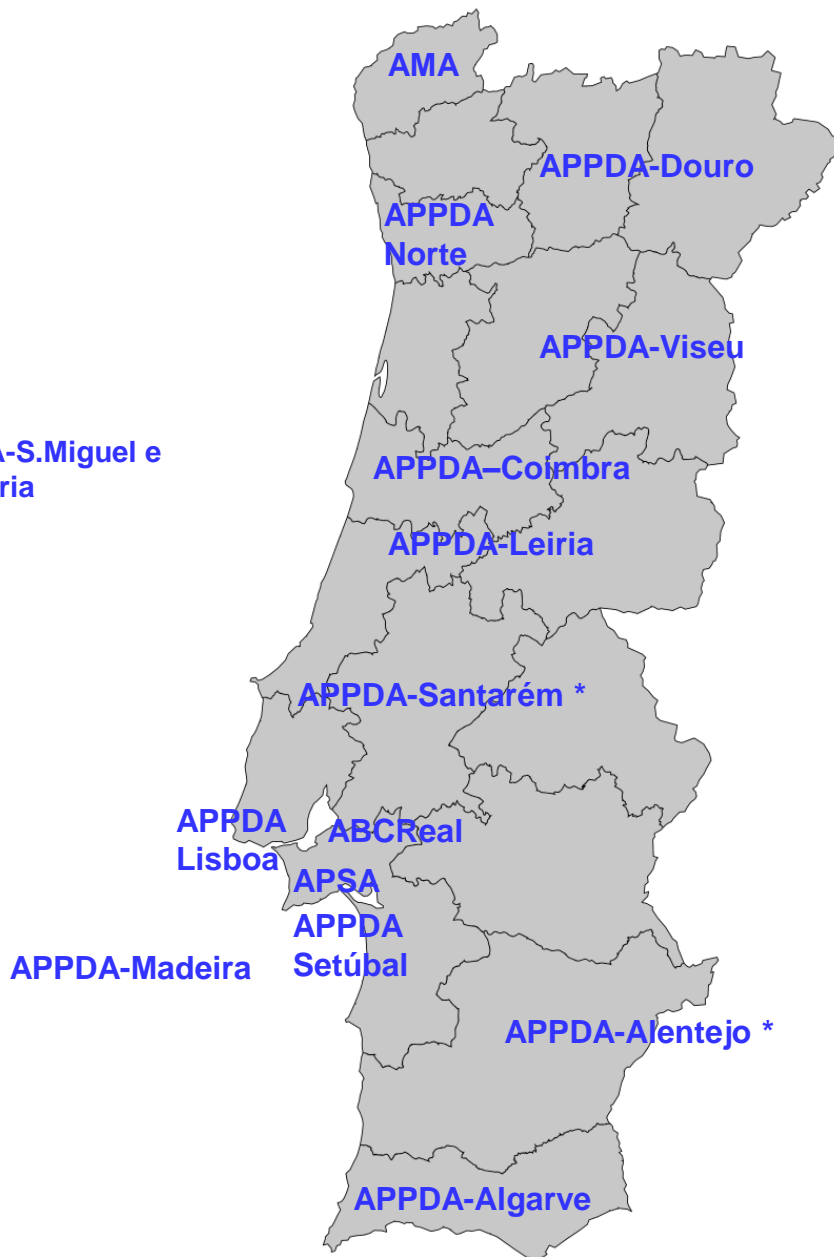 AMA
APPDA-Douro
APPDA
Norte
APPDA-Viseu
-S.Miguel e
APPDA–Coimbra
APPDA-Leiria
APPDA-Santarém *
APPDA
Lisboa
ABCReal
APSA
APPDA
Setúbal
APPDA-Madeira
APPDA-Alentejo *
APPDA-Algarve